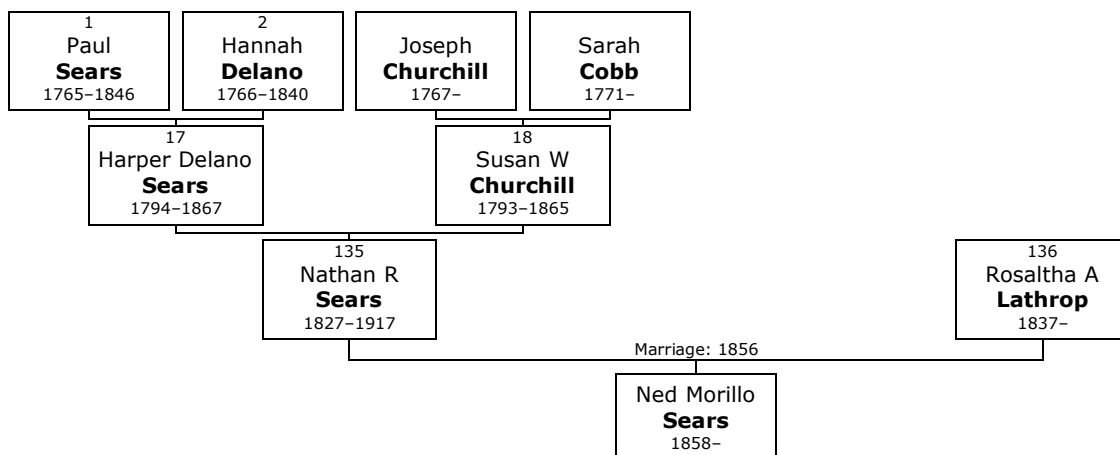 1
Paul
Sears
1765–1846
2
Hannah
Delano
1766–1840
Joseph
Churchill
1767–
Sarah
Cobb
1771–
17
Harper Delano
Sears
1794–1867
18
Susan W
Churchill
1793–1865
135
Nathan R
Sears
1827–1917
136
Rosaltha A
Lathrop
1837–
Marriage: 1856
Ned Morillo
Sears
1858–